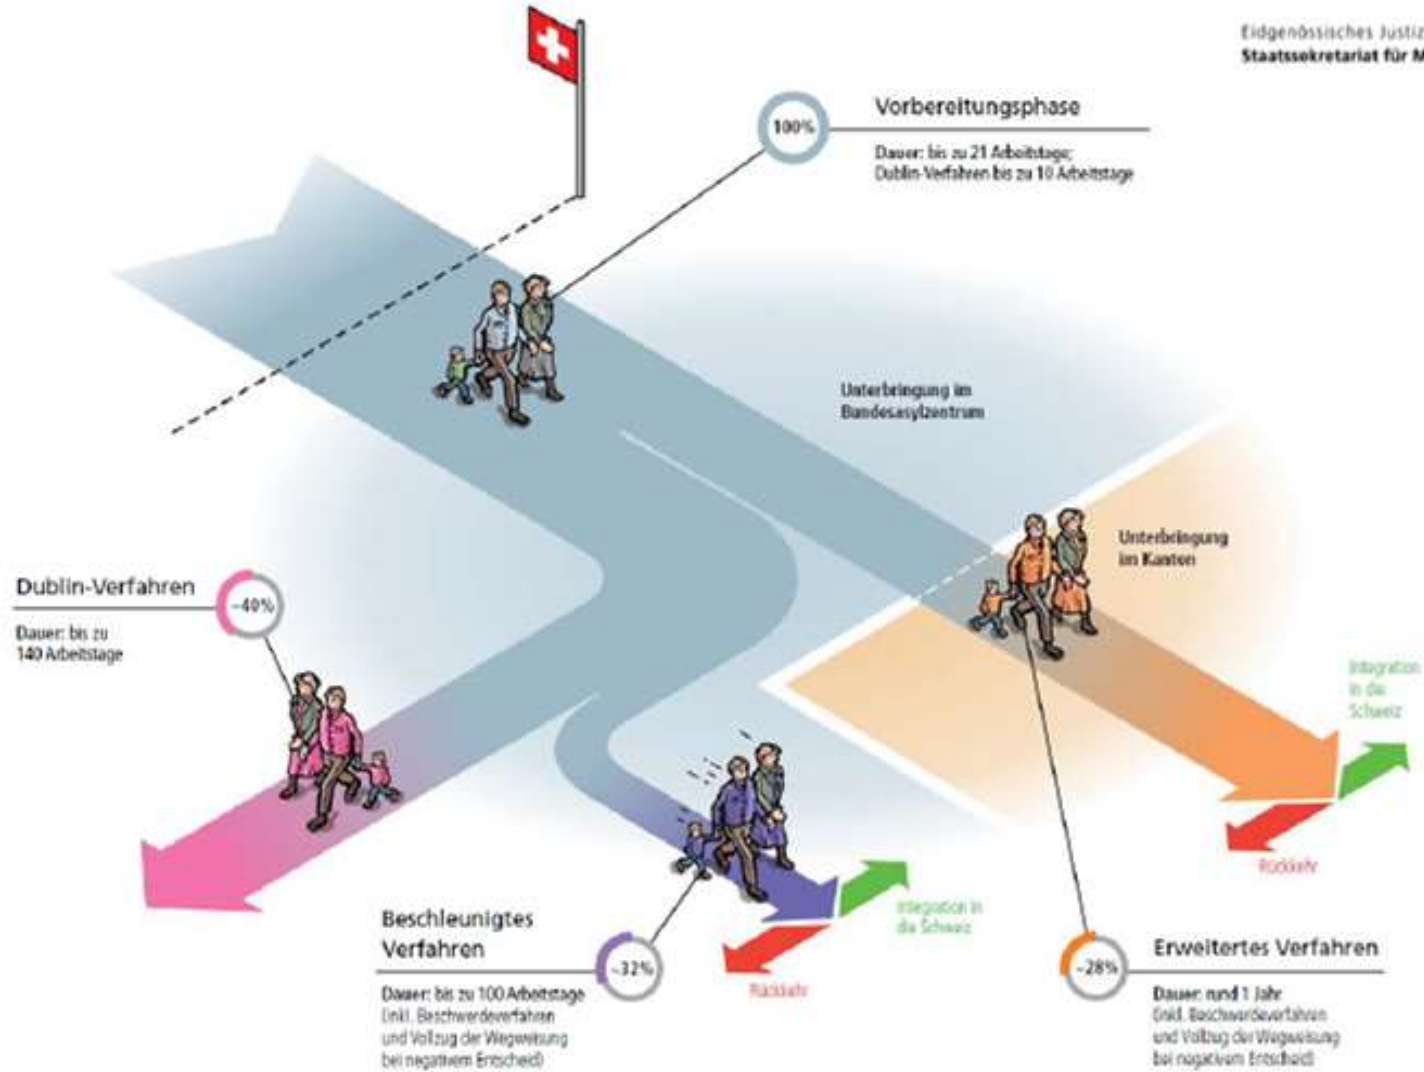 Eidgenössisches Justiz
Staatssekretariat für M
Vorbereitungsphase
100%
Dauer: bis zu 21 Arbeitstage;
Dublin-Verfahren bis zu 10 Arbeitstage
Unterbringung im
Bundesasylzentrum
Unterbringung
im Kanton
Dublin-Verfahren
~40%
Dauer: bis zu
140 Arbeitstage
Integration
in die
Schweiz
Rückkehr
Beschleunigtes
Verfahren
~32%
Dauer: bis zu 100 Arbeitstage
(inkl. Beschwerdeverfahren
und Vollzug der Wegweisung
bei negativem Entscheid)
Integration in
die Schweiz
Rückkehr
Erweitertes Verfahren
~28%
Dauer: rund 1 Jahr
(inkl. Beschwerdeverfahren
und Vollzug der Wegweisung
bei negativem Entscheid)